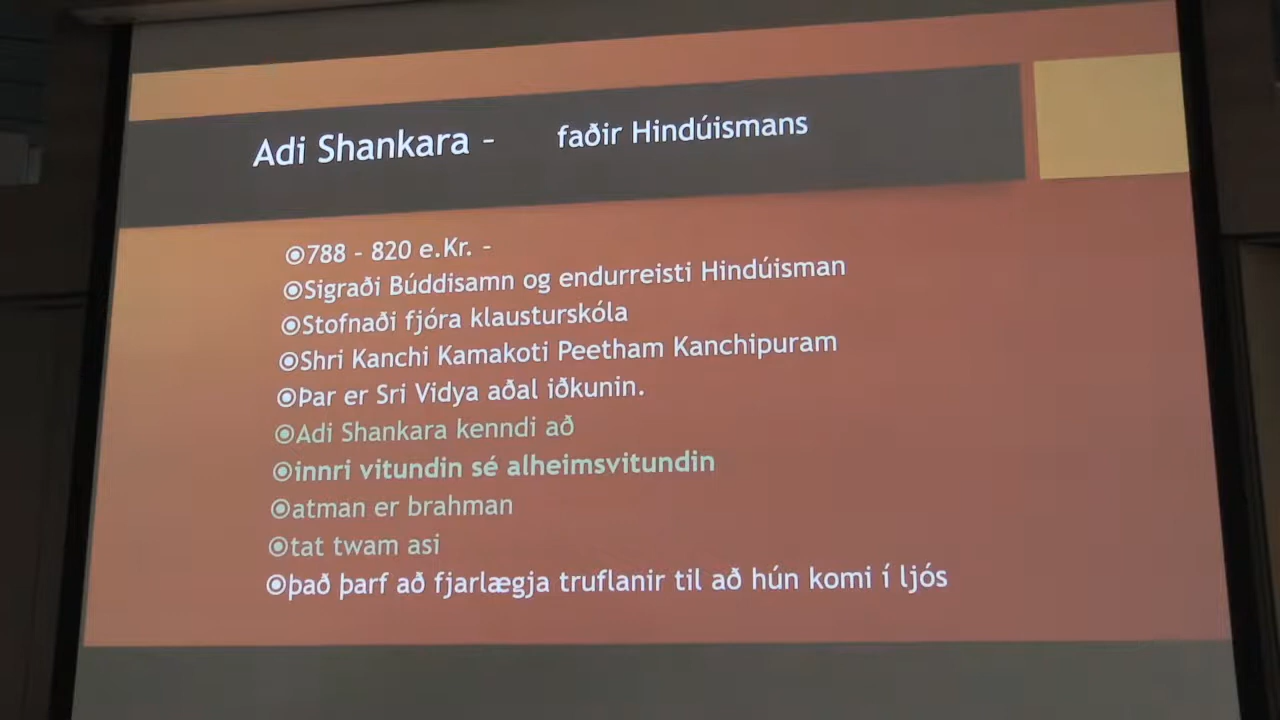 Adi Shankara – faðir Hindúismans
788 – 820 e.Kr. –
Sigraði Búddisamn og endurreisti Hindúisman
Stofnaði fjóra klausturskóla
Shri Kanchi Kamakoti Peetham Kanchipuram
Þar er Sri Vidya aðal iðkunin.
Adi Shankara kenndi að
innri vitundin sé alheimsvitundin
atman er brahman
tat twam asi
það þarf að fjarlægja truflanir til að hún komi í ljós